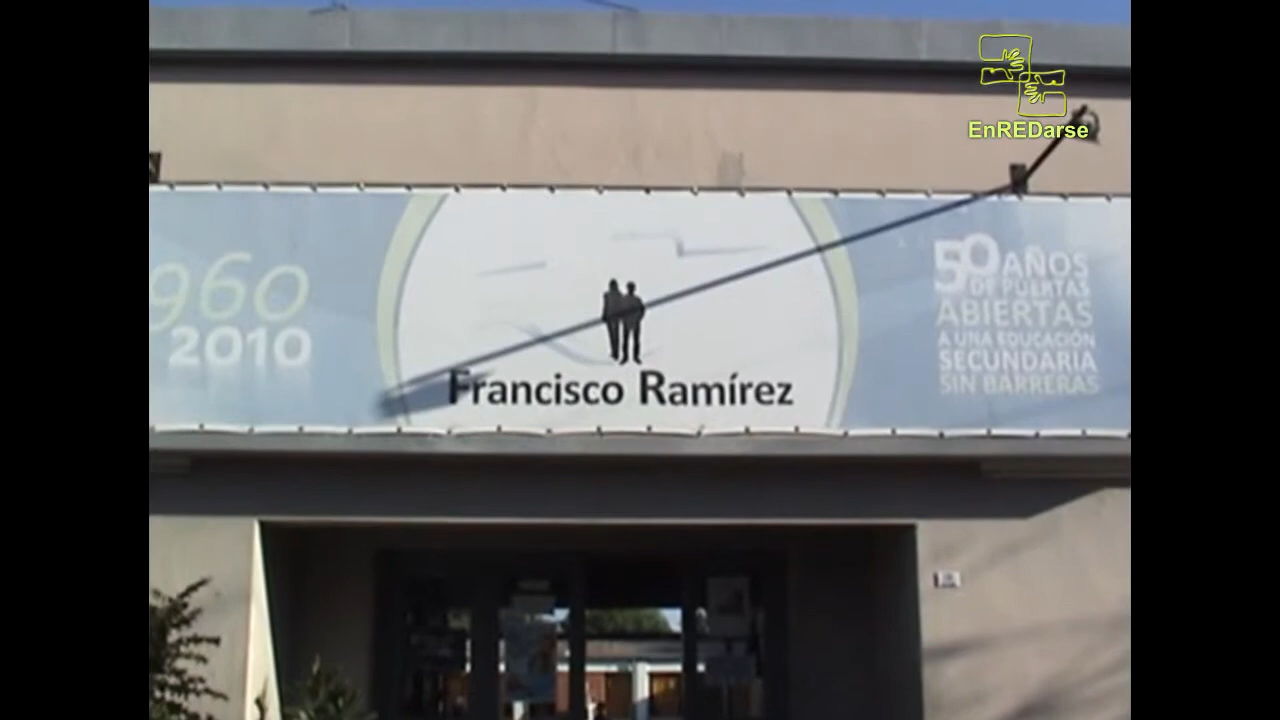 EnREDarse
960
2010
Francisco Ramírez
50 AÑOS
DE PUERTAS
ABIERTAS
A UNA EDUCACIÓN
SECUNDARIA
SIN BARRERAS